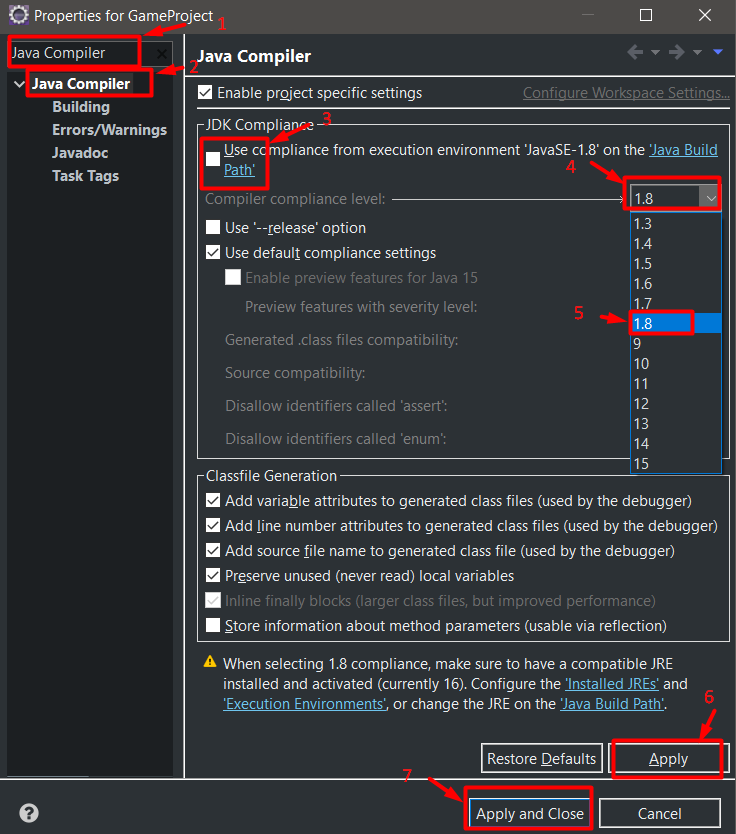 Properties for GameProject
1
Java Compiler
2
Java Compiler
Building
Errors/Warnings
Javadoc
Task Tags
Java Compiler
Enable project specific settings
Configure Workspace Settings...
JDK Compliance
3
Use compliance from execution environment 'JavaSE-1.8' on the 'Java Build
Path'
4
Compiler compliance level:
1.8
Use '--release' option
Use default compliance settings
Enable preview features for Java 15
Preview features with severity level:
Generated .class files compatibility:
Source compatibility:
Disallow identifiers called 'assert':
Disallow identifiers called 'enum':
1.3
1.4
1.5
1.6
1.7
5
1.8
9
10
11
12
13
14
15
Classfile Generation
Add variable attributes to generated class files (used by the debugger)
Add line number attributes to generated class files (used by the debugger)
Add source file name to generated class file (used by the debugger)
Preserve unused (never read) local variables
Inline finally blocks (larger class files, but improved performance)
Store information about method parameters (usable via reflection)
When selecting 1.8 compliance, make sure to have a compatible JRE
installed and activated (currently 16). Configure the 'Installed JREs' and
'Execution Environments', or change the JRE on the 'Java Build Path'.
6
Restore Defaults
Apply
7
?
Apply and Close
Cancel